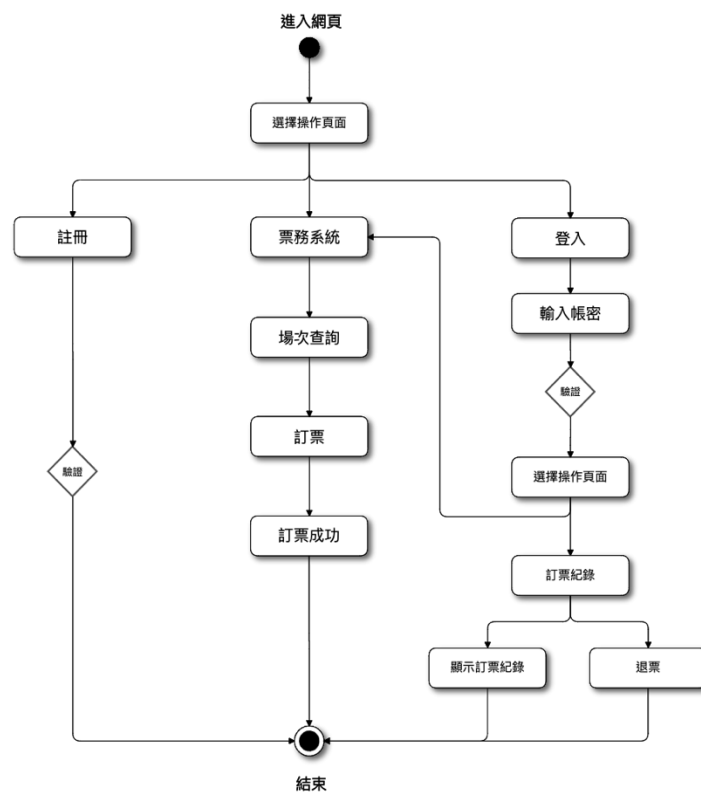 進入網頁
選擇操作頁面
註冊
票務系統
登入
輸入帳密
場次查詢
驗證
訂票
驗證
選擇操作頁面
訂票成功
訂票紀錄
顯示訂票紀錄
退票
結束